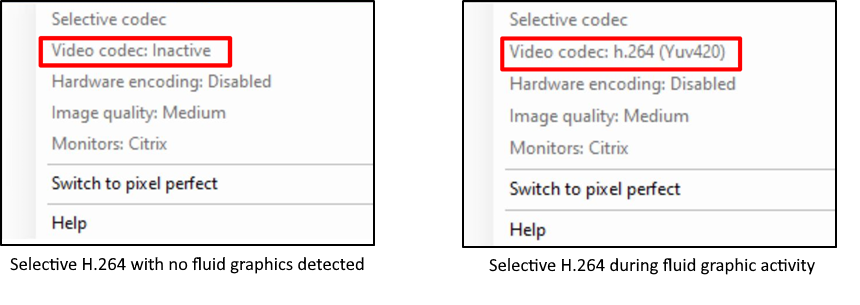 Selective codec
Video codec: Inactive
Hardware encoding: Disabled
Image quality: Medium
Monitors: Citrix
Switch to pixel perfect
Help
Selective H.264 with no fluid graphics detected
Selective codec
Video codec: h.264 (Yuv420)
Hardware encoding: Disabled
Image quality: Medium
Monitors: Citrix
Switch to pixel perfect
Help
Selective H.264 during fluid graphic activity